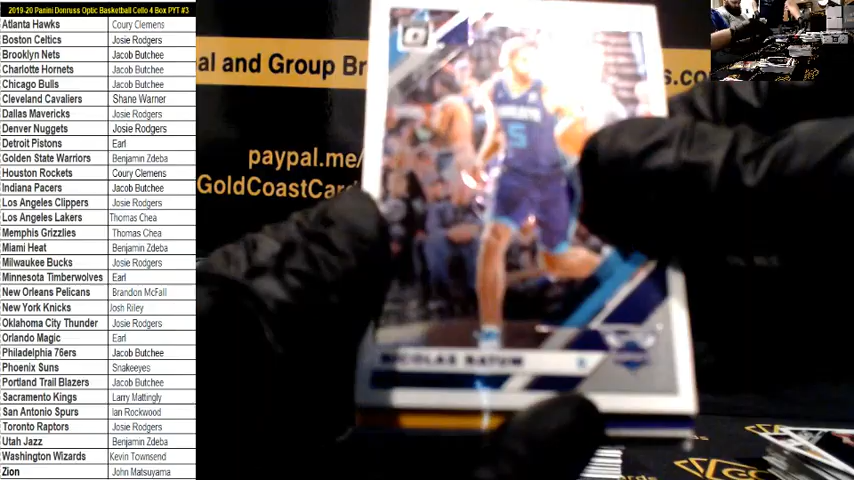 2019-20 Panini Donruss Optic Basketball Cello 4 Box PYT #3
Atlanta Hawks Coury Clemens
Boston Celtics Josie Rodgers
Brooklyn Nets Jacob Butchee
Charlotte Hornets Jacob Butchee
Chicago Bulls Jacob Butchee
Cleveland Cavaliers Shane Warner
Dallas Mavericks Josie Rodgers
Denver Nuggets Josie Rodgers
Detroit Pistons Earl
Golden State Warriors Benjamin Zdeba
Houston Rockets Coury Clemens
Indiana Pacers Jacob Butchee
Los Angeles Clippers Josie Rodgers
Los Angeles Lakers Thomas Chea
Memphis Grizzlies Thomas Chea
Miami Heat Benjamin Zdeba
Milwaukee Bucks Josie Rodgers
Minnesota Timberwolves Earl
New Orleans Pelicans Brandon McFall
New York Knicks Josh Riley
Oklahoma City Thunder Josie Rodgers
Orlando Magic Earl
Philadelphia 76ers Jacob Butchee
Phoenix Suns Snakeeyes
Portland Trail Blazers Jacob Butchee
Sacramento Kings Larry Mattingly
San Antonio Spurs Ian Rockwood
Toronto Raptors Josie Rodgers
Utah Jazz Benjamin Zdeba
Washington Wizards Kevin Townsend
Zion John Matsuyama
al and Group Br
s.co
paypal.me/
GoldCoastCard
5
NICOLAS BATUM